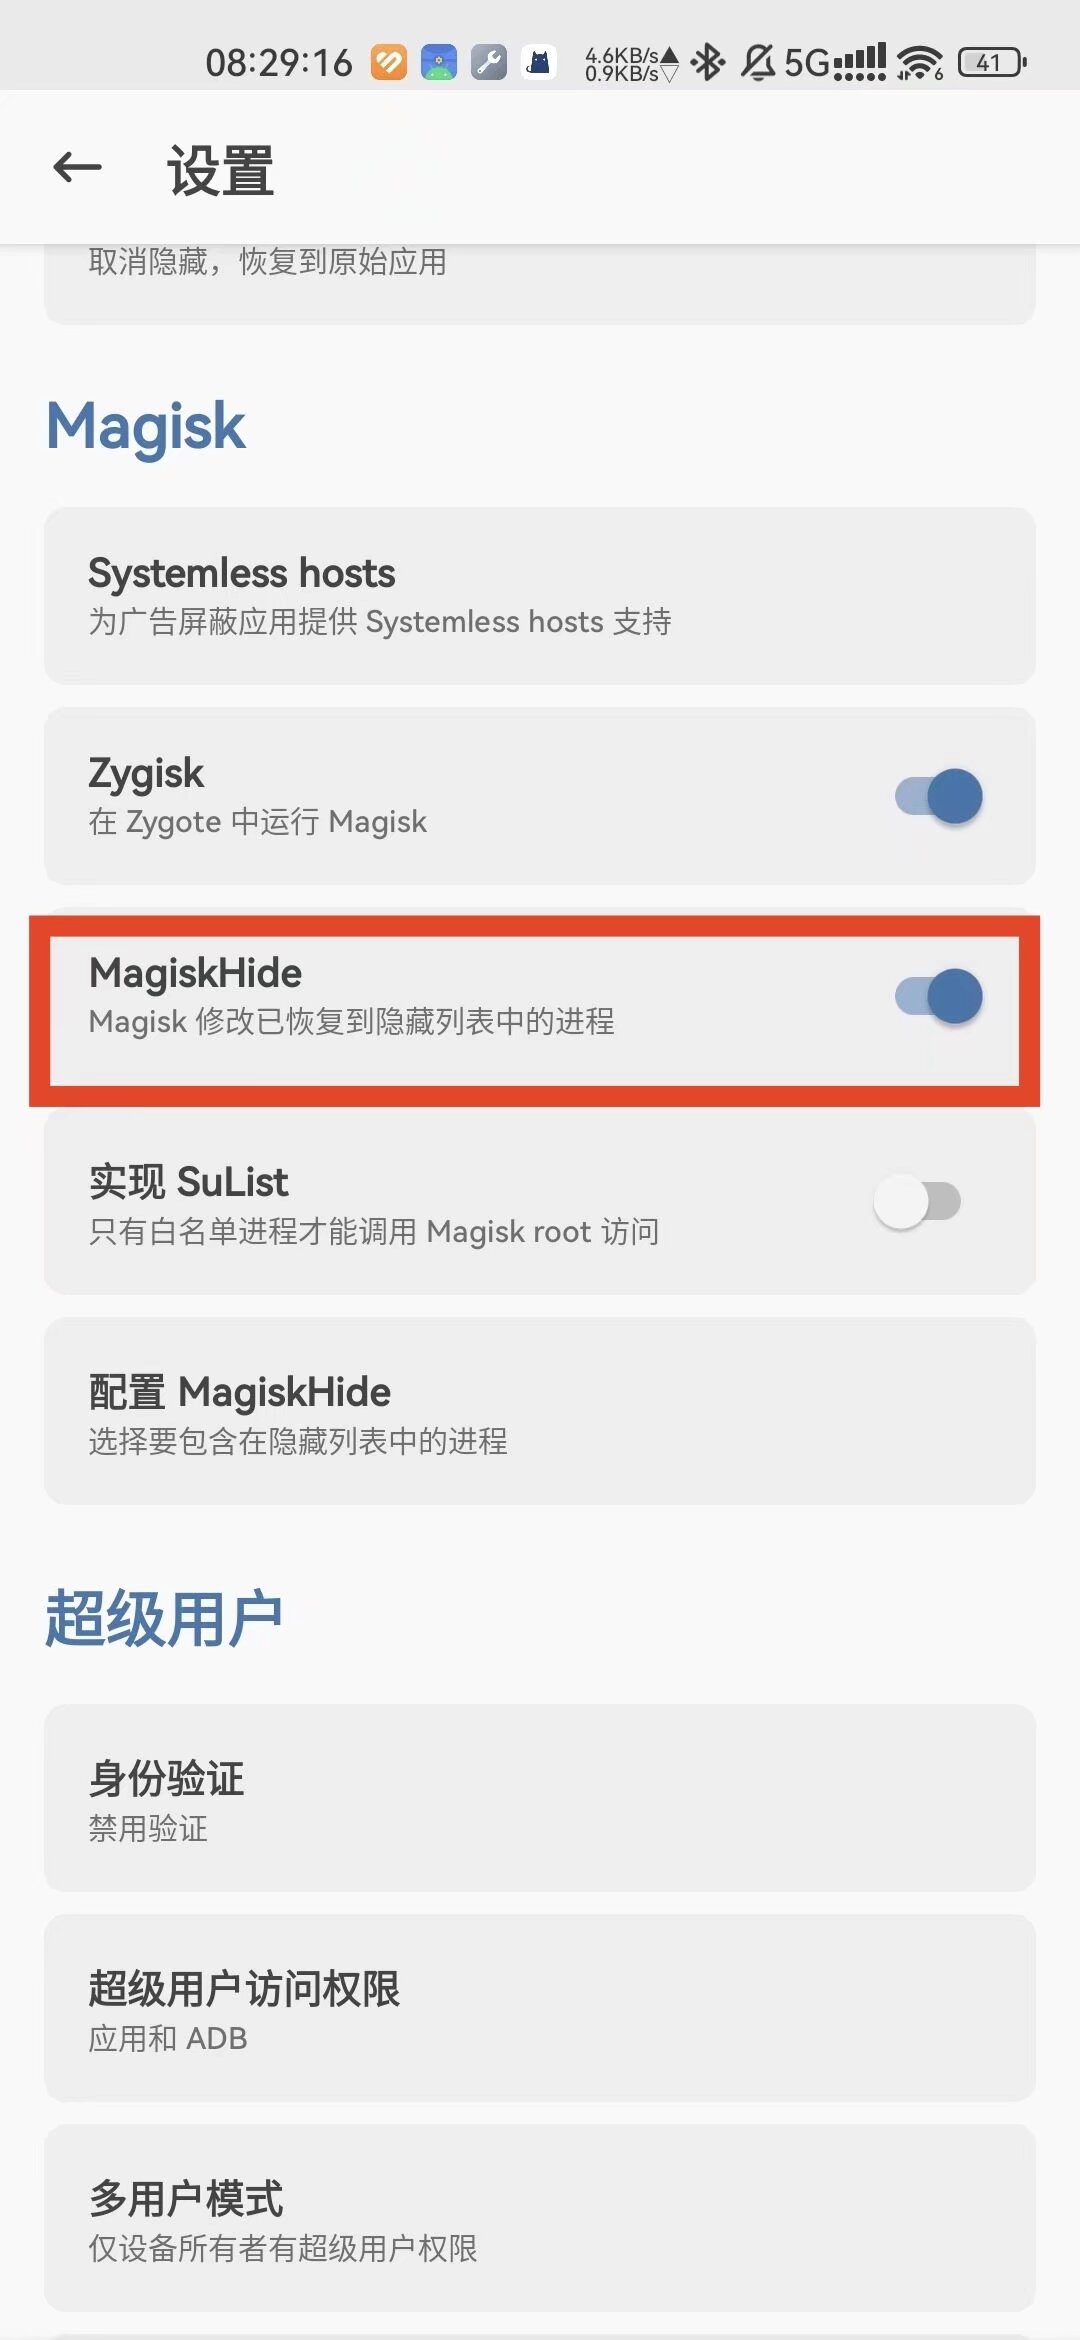 08:29:16 4.6KB/s 5G 6 41
0.9KB/s
设置
取消隐藏，恢复到原始应用
Magisk
Systemless hosts
为广告屏蔽应用提供 Systemless hosts 支持
Zygisk
在 Zygote 中运行 Magisk
MagiskHide
Magisk 修改已恢复到隐藏列表中的进程
实现 SuList
只有白名单进程才能调用 Magisk root 访问
配置 MagiskHide
选择要包含在隐藏列表中的进程
超级用户
身份验证
禁用验证
超级用户访问权限
应用和 ADB
多用户模式
仅设备所有者有超级用户权限